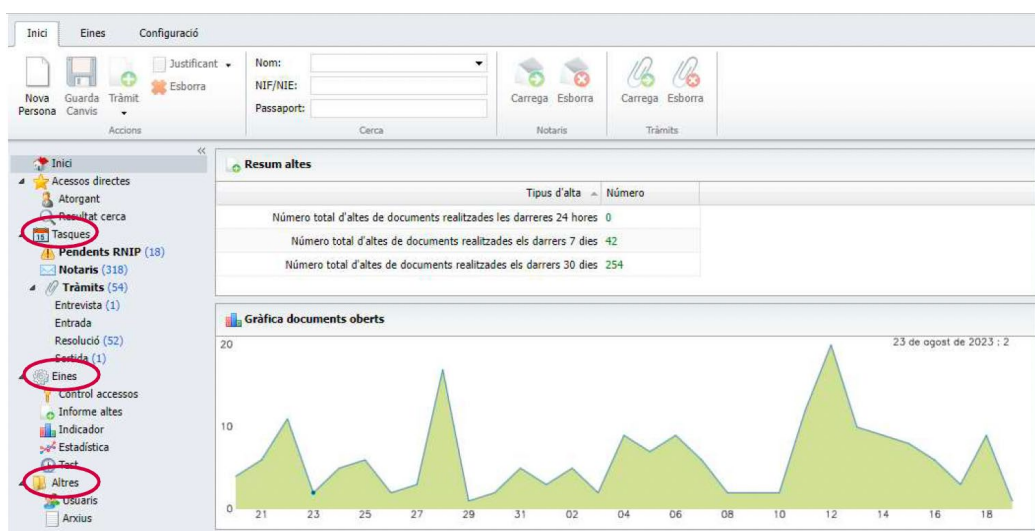 Inici Eines Configuració
Nova Persona
Guarda Canvis
Tràmit
Justificant
Esborra
Accions
Nom:
NIF/NIE:
Passaport:
Cerca
Carrega Esborra
Notaris
Carrega Esborra
Tràmits
Inici
Accessos directes
Atorgant
Resultat cerca
Tasques
Pendents RNIP (18)
Notaris (318)
Tràmits (54)
Entrevista (1)
Entrada
Resolució (52)
Sortida (1)
Eines
Control accessos
Informe altes
Indicador
Estadística
Test
Altres
Usuaris
Arxius
Resum altes
Tipus d'alta Número
Número total d'altes de documents realitzades les darreres 24 hores 0
Número total d'altes de documents realitzades els darrers 7 dies 42
Número total d'altes de documents realitzades els darrers 30 dies 254
Gràfica documents oberts
23 de agost de 2023 : 2
20
10
0
21 23 25 27 29 31 02 04 06 08 10 12 14 16 18